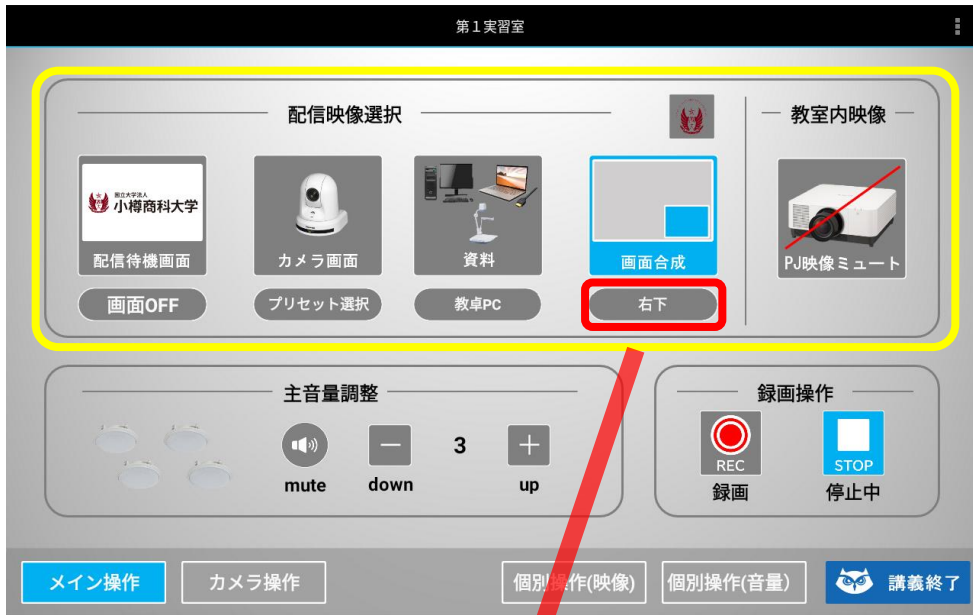 第１実習室
配信映像選択
教室内映像
国立大学法人
小樽商科大学
配信待機画面
カメラ画面
資料
画面合成
PJ映像ミュート
画面OFF
プリセット選択
教卓PC
右下
主音量調整
録画操作
3
mute
down
up
REC
STOP
録画
停止中
メイン操作
カメラ操作
個別操作(映像)
個別操作(音量)
講義終了